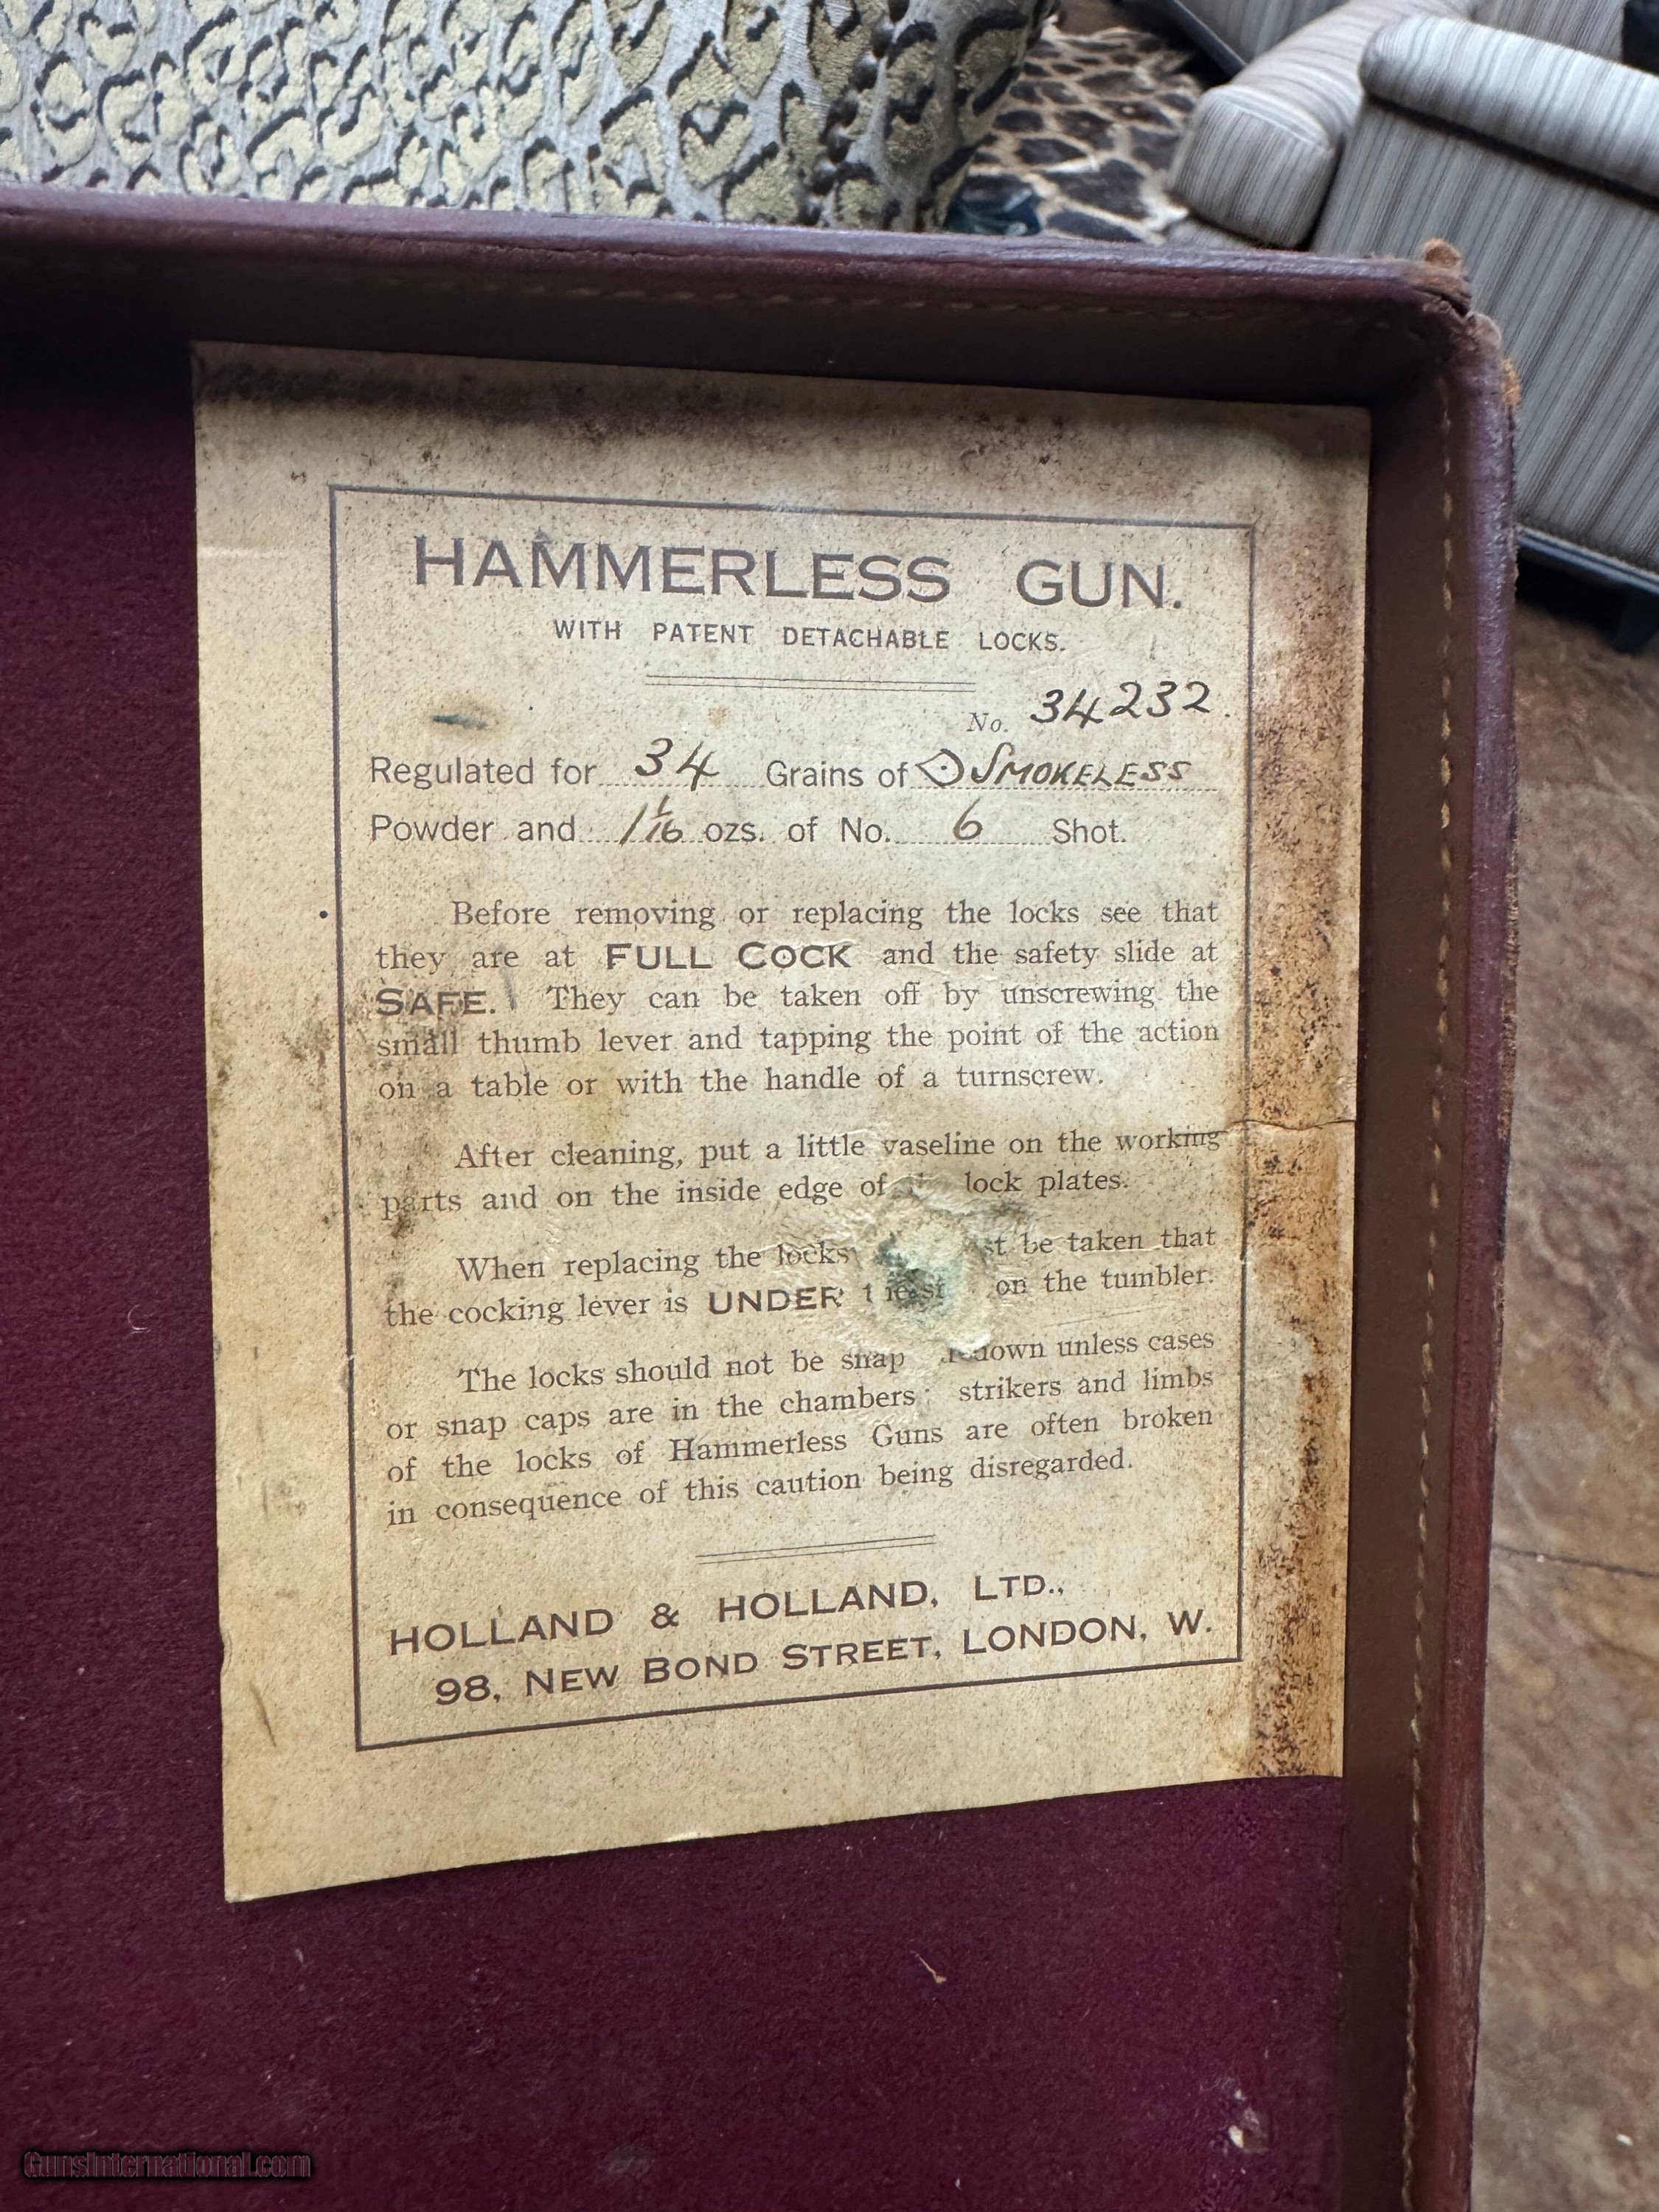 HAMMERLESS GUN.
WITH PATENT DETACHABLE LOCKS.
No. 34232.
Regulated for 34 Grains of SMOKELESS
Powder and 1 1/16 ozs. of No. 6 Shot.
Before removing or replacing the locks see that
they are at FULL COCK and the safety slide at
SAFE. They can be taken off by unscrewing the
small thumb lever and tapping the point of the action
on a table or with the handle of a turnscrew.
After cleaning, put a little vaseline on the working
parts and on the inside edge of lock plates.
When replacing the locks be taken that
the cocking lever is UNDER on the tumbler.
The locks should not be snap down unless cases
or snap caps are in the chambers; strikers and limbs
of the locks of Hammerless Guns are often broken
in consequence of this caution being disregarded.
HOLLAND & HOLLAND, LTD.,
98, NEW BOND STREET, LONDON, W.
GunsInternational.com